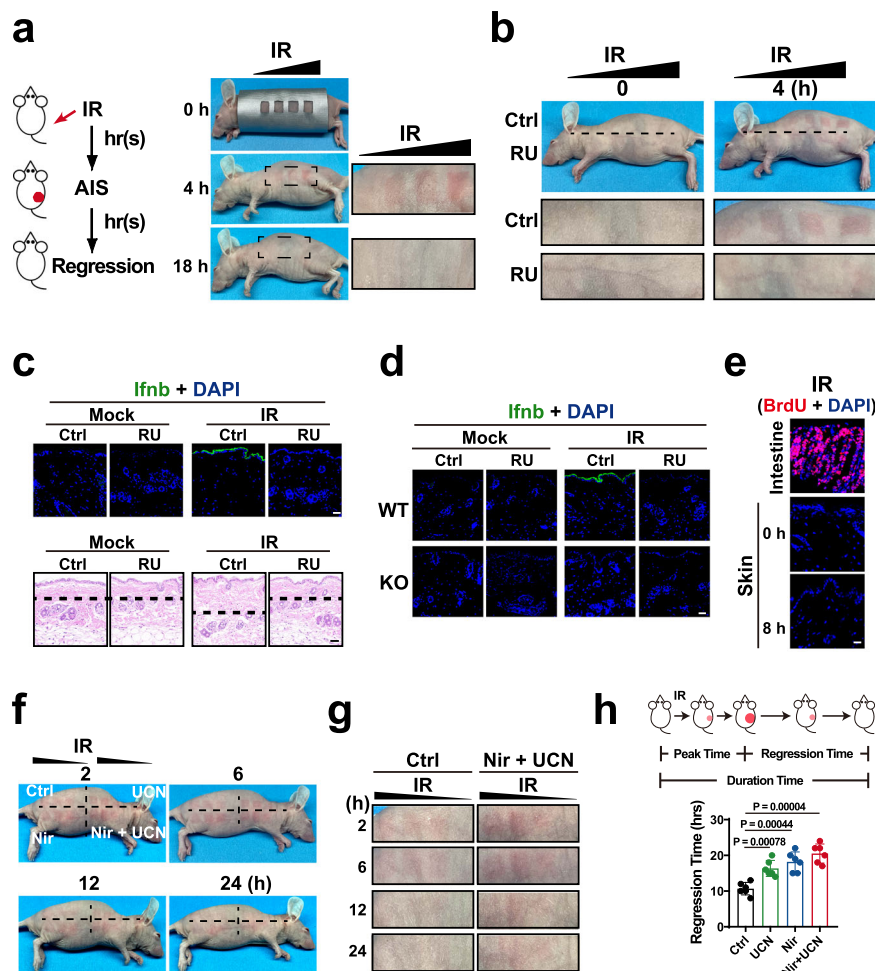 a
IR
hr(s)
AIS
hr(s)
Regression
IR
0 h
4 h
18 h
IR
b
IR
0
4 (h)
Ctrl
RU
Ctrl
RU
c
Ifnb + DAPI
Mock
IR
Ctrl
RU
Ctrl
RU
Mock
IR
Ctrl
RU
Ctrl
RU
d
Ifnb + DAPI
Mock
IR
Ctrl
RU
Ctrl
RU
WT
KO
e
IR
(BrdU + DAPI)
Intestine
Skin
0 h
8 h
f
IR
2
6
Ctrl
UCN
Nir
Nir + UCN
12
24 (h)
g
Ctrl
Nir + UCN
IR
IR
(h)
2
6
12
24
h
IR
Peak Time
Regression Time
Duration Time
P = 0.00004
P = 0.00044
P = 0.00078
Regression Time (hrs)
30
20
10
0
Ctrl
UCN
Nir
Nir+UCN